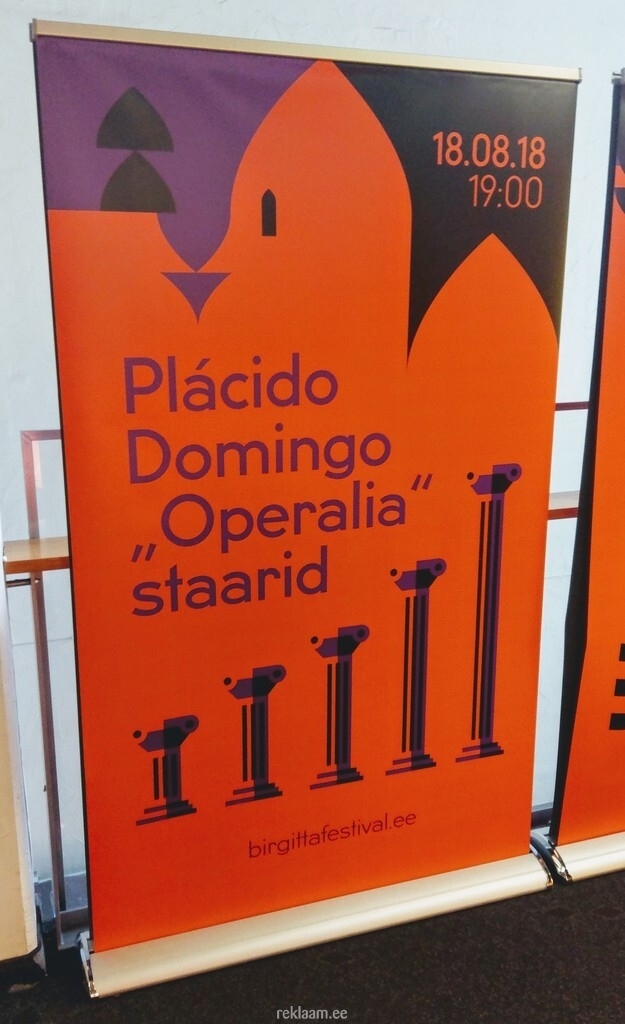 18.08.18
19:00
Plácido
Domingo
„Operalia“
staarid
birgittafestival.ee
reklaam.ee